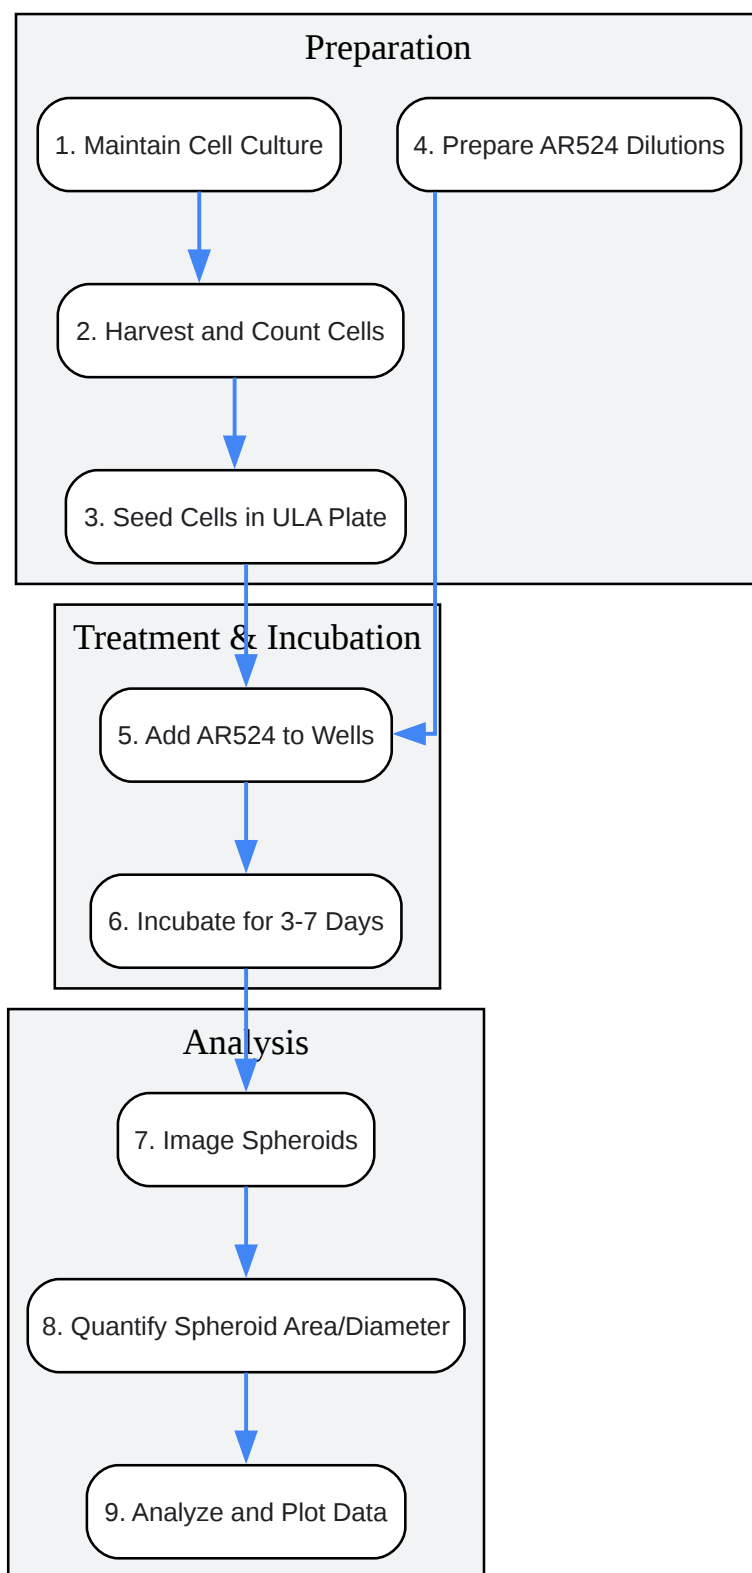 Preparation
1. Maintain Cell Culture
4. Prepare AR524 Dilutions
2. Harvest and Count Cells
3. Seed Cells in ULA Plate
Treatment & Incubation
5. Add AR524 to Wells
6. Incubate for 3-7 Days
Analysis
7. Image Spheroids
8. Quantify Spheroid Area/Diameter
9. Analyze and Plot Data